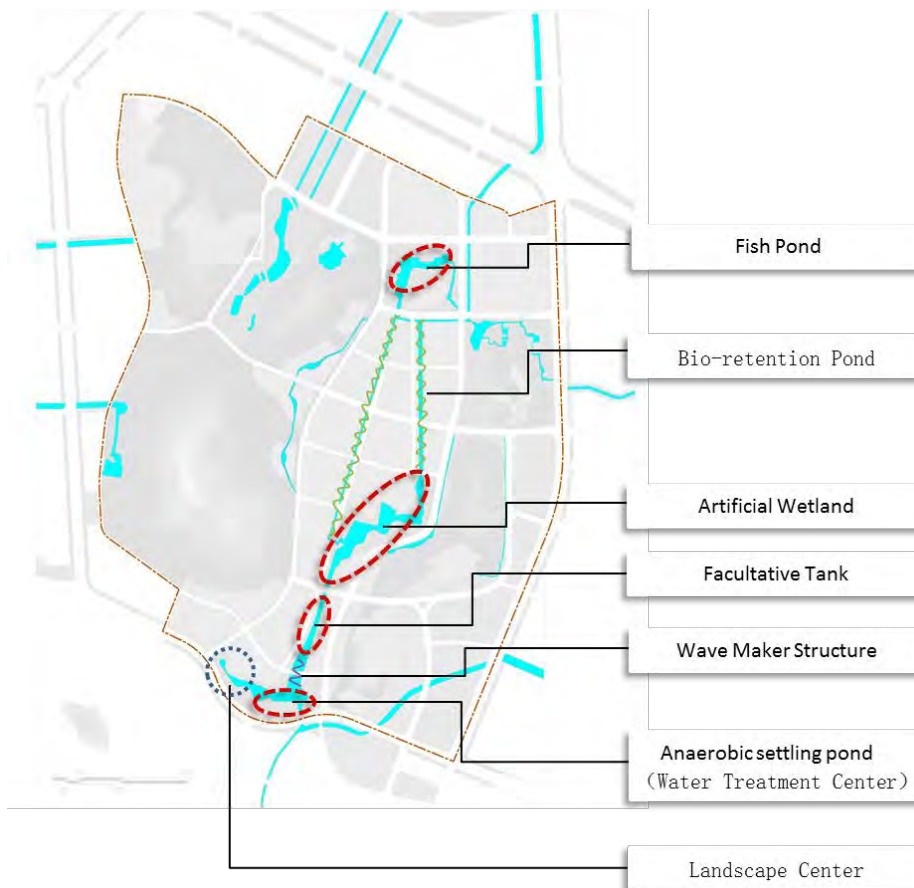 Fish Pond
Bio-retention Pond
Artificial Wetland
Facultative Tank
Wave Maker Structure
Anaerobic settling pond
(Water Treatment Center)
Landscape Center